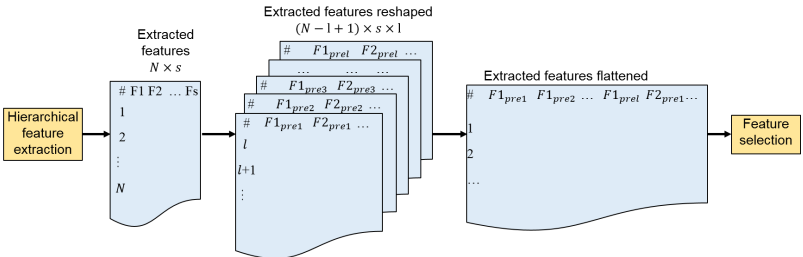 Hierarchical
feature
extraction
Extracted
features
N × s
# F1 F2 … Fs
1
2
⋮
N
Extracted features reshaped
(N − l + 1) × s × l
# F1ₚᵣₑₗ F2ₚᵣₑₗ …
… … …
# F1ₚᵣₑ₃ F2ₚᵣₑ₃ …
# F1ₚᵣₑ₂ F2ₚᵣₑ₂ …
# F1ₚᵣₑ₁ F2ₚᵣₑ₁ …
l
l+1
⋮
Extracted features flattened
# F1ₚᵣₑ₁ F1ₚᵣₑ₂ … F1ₚᵣₑₗ F2ₚᵣₑ₁…
1
2
…
Feature
selection